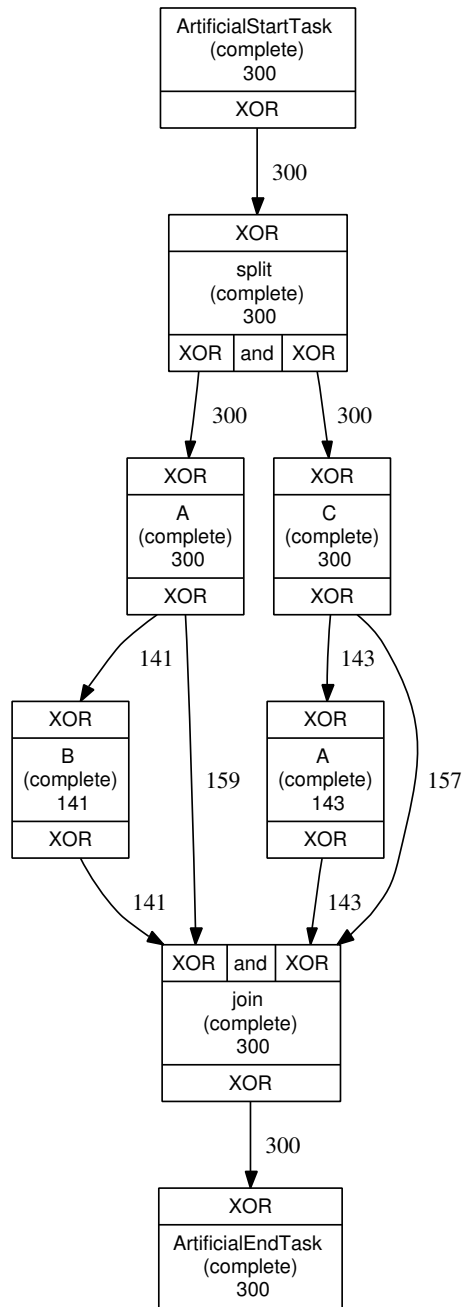 ArtificialStartTask
(complete)
300
XOR
300
XOR
split
(complete)
300
XOR and XOR
300 300
XOR XOR
A C
(complete) (complete)
300 300
XOR XOR
141 143
XOR XOR
B A
(complete) (complete)
141 143
159 157
XOR XOR
141 143
XOR and XOR
join
(complete)
300
XOR
300
XOR
ArtificialEndTask
(complete)
300